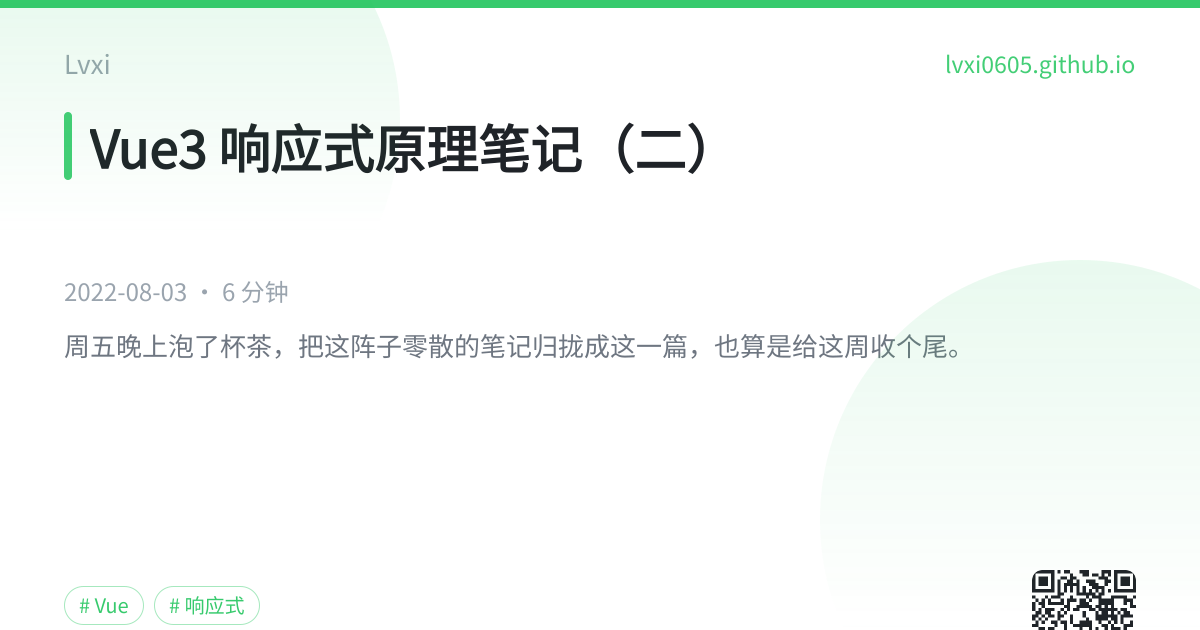 Lvxi
lvxi0605.github.io
Vue3 响应式原理笔记（二）
2022-08-03 · 6 分钟
周五晚上泡了杯茶，把这阵子零散的笔记归拢成这一篇，也算是给这周收个尾。
# Vue
# 响应式